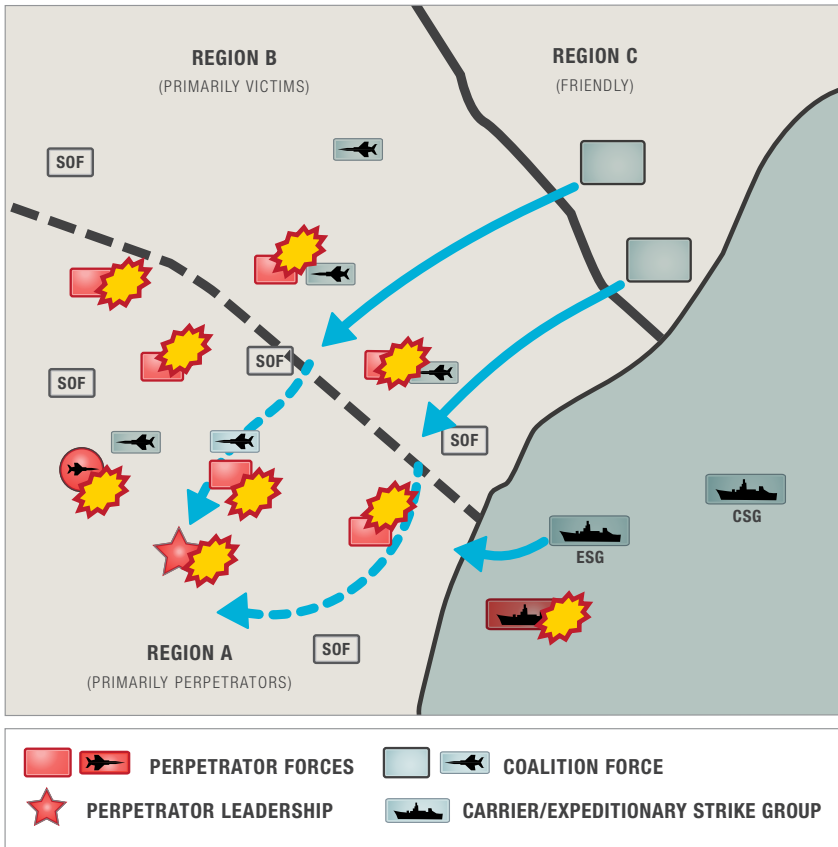 REGION B
(PRIMARILY VICTIMS)
REGION C
(FRIENDLY)
SOF
SOF
SOF
SOF
CSG
ESG
SOF
REGION A
(PRIMARILY PERPETRATORS)
PERPETRATOR FORCES
COALITION FORCE
PERPETRATOR LEADERSHIP
CARRIER/EXPEDITIONARY STRIKE GROUP